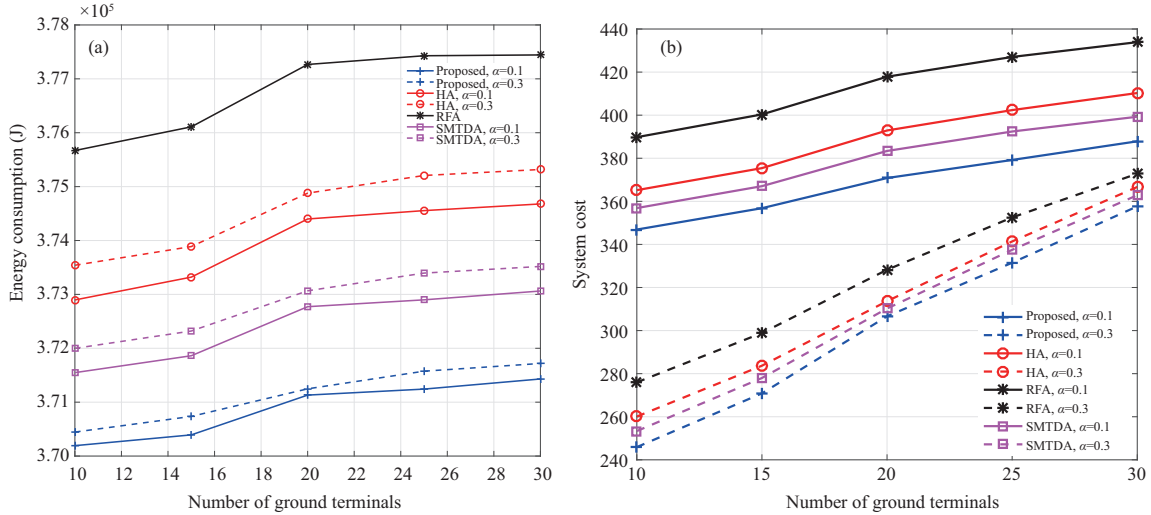 ×10⁵
3.78
3.77
3.76
3.75
3.74
3.73
3.72
3.71
3.70
Energy consumption (J)
(a)
Proposed, α=0.1
Proposed, α=0.3
HA, α=0.1
HA, α=0.3
RFA
SMTDA, α=0.1
SMTDA, α=0.3
10 12 14 16 18 20 22 24 26 28 30
Number of ground terminals
440
420
400
380
360
340
320
300
280
260
240
System cost
(b)
Proposed, α=0.1
Proposed, α=0.3
HA, α=0.1
HA, α=0.3
RFA, α=0.1
RFA, α=0.3
SMTDA, α=0.1
SMTDA, α=0.3
10 15 20 25 30
Number of ground terminals